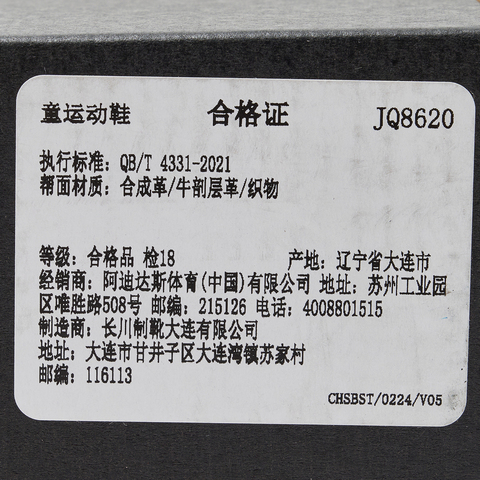 童运动鞋 合格证 JQ8620
执行标准: QB/T 4331-2021
帮面材质: 合成革/牛剖层革/织物
等级: 合格品 检18 产地: 辽宁省大连市
经销商: 阿迪达斯体育(中国)有限公司 地址: 苏州工业园
区唯胜路508号 邮编: 215126 电话: 4008801515
制造商: 长川制靴大连有限公司
地址: 大连市甘井子区大连湾镇苏家村
邮编: 116113
CHSBST/0224/V05